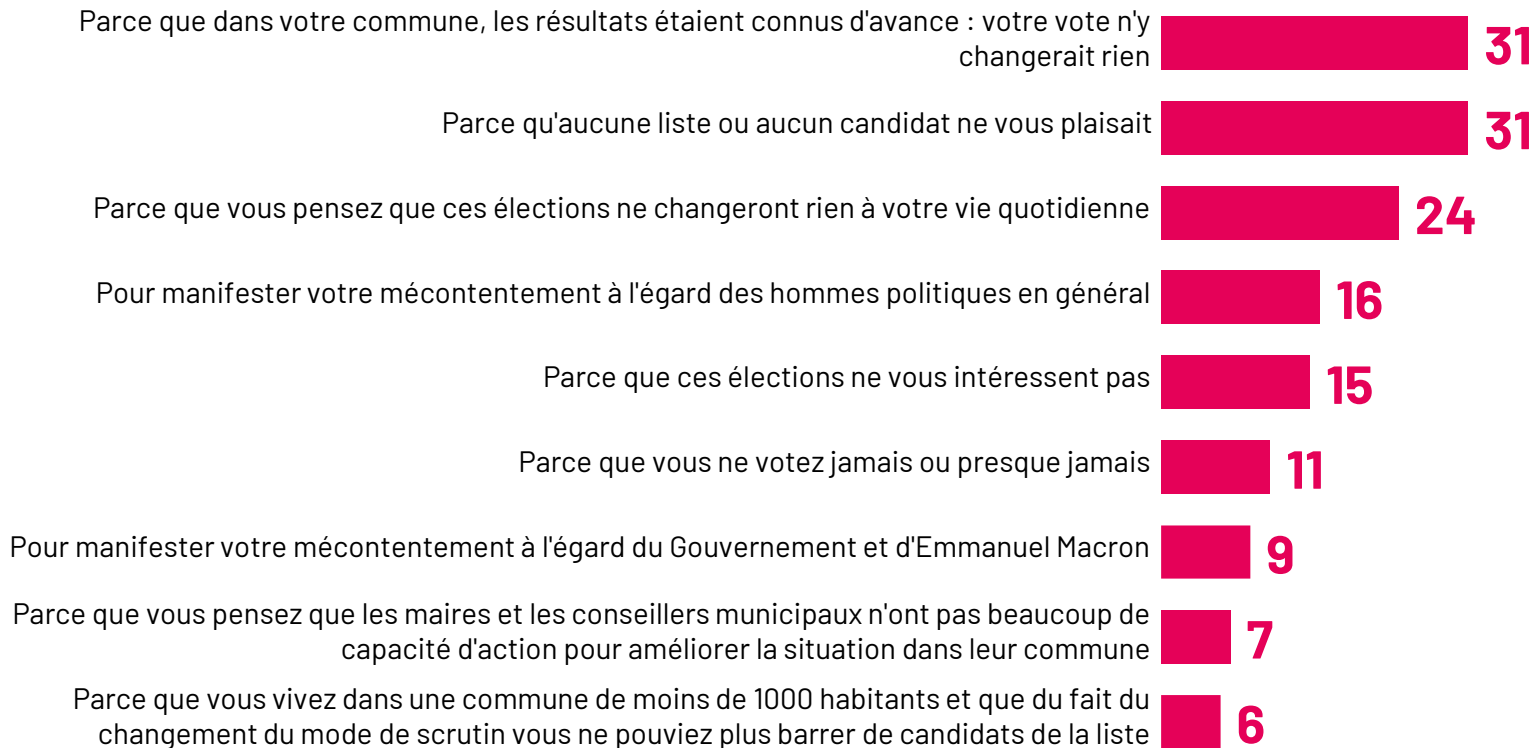 Parce que dans votre commune, les résultats étaient connus d'avance : votre vote n'y
changerait rien
31
Parce qu'aucune liste ou aucun candidat ne vous plaisait
31
Parce que vous pensez que ces élections ne changeront rien à votre vie quotidienne
24
Pour manifester votre mécontentement à l'égard des hommes politiques en général
16
Parce que ces élections ne vous intéressent pas
15
Parce que vous ne votez jamais ou presque jamais
11
Pour manifester votre mécontentement à l'égard du Gouvernement et d'Emmanuel Macron
9
Parce que vous pensez que les maires et les conseillers municipaux n'ont pas beaucoup de
capacité d'action pour améliorer la situation dans leur commune
7
Parce que vous vivez dans une commune de moins de 1000 habitants et que du fait du
changement du mode de scrutin vous ne pouviez plus barrer de candidats de la liste
6